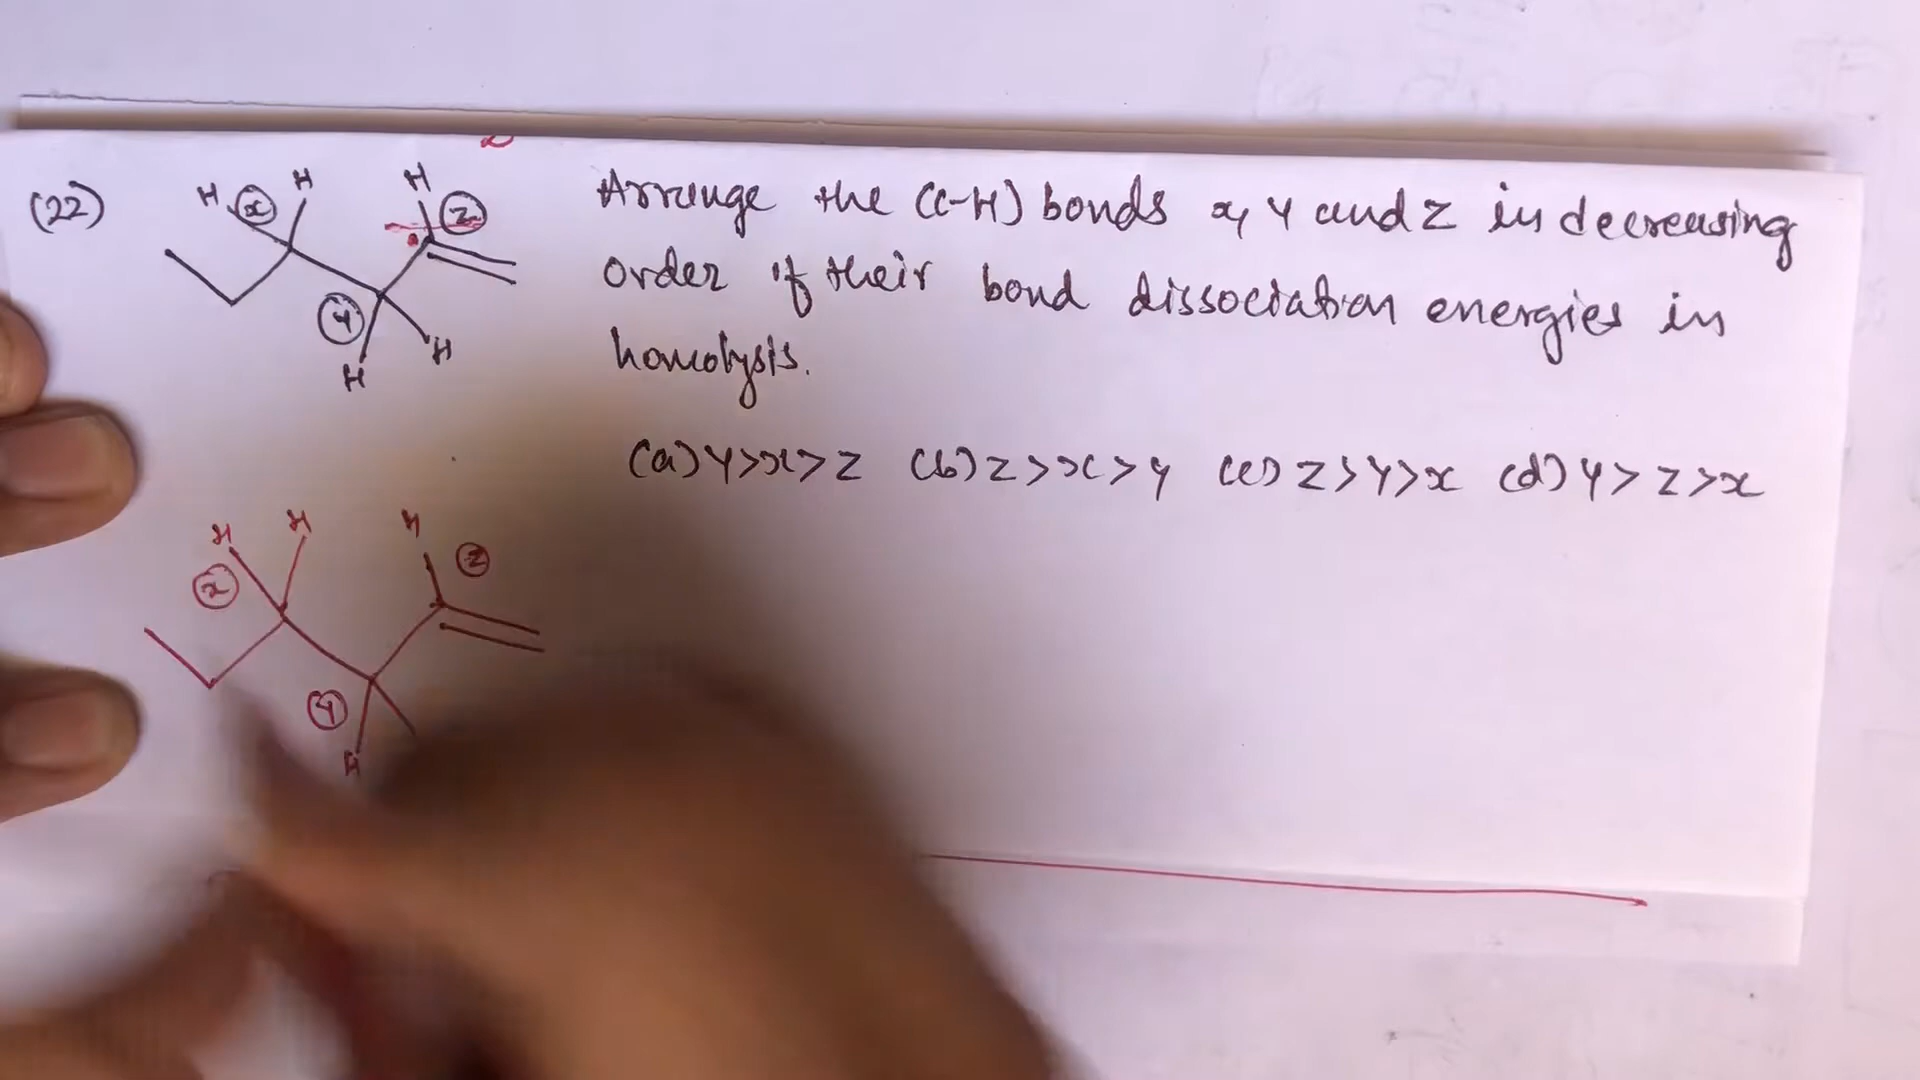 (22) Arrange the (C-H) bonds x, y and z in decreasing
order of their bond dissociation energies in
homolysis.
(a) y>x>z (b) z>x>y (c) z>y>x (d) y>z>x
H x H H z
y H H
H H H z
x
y
H